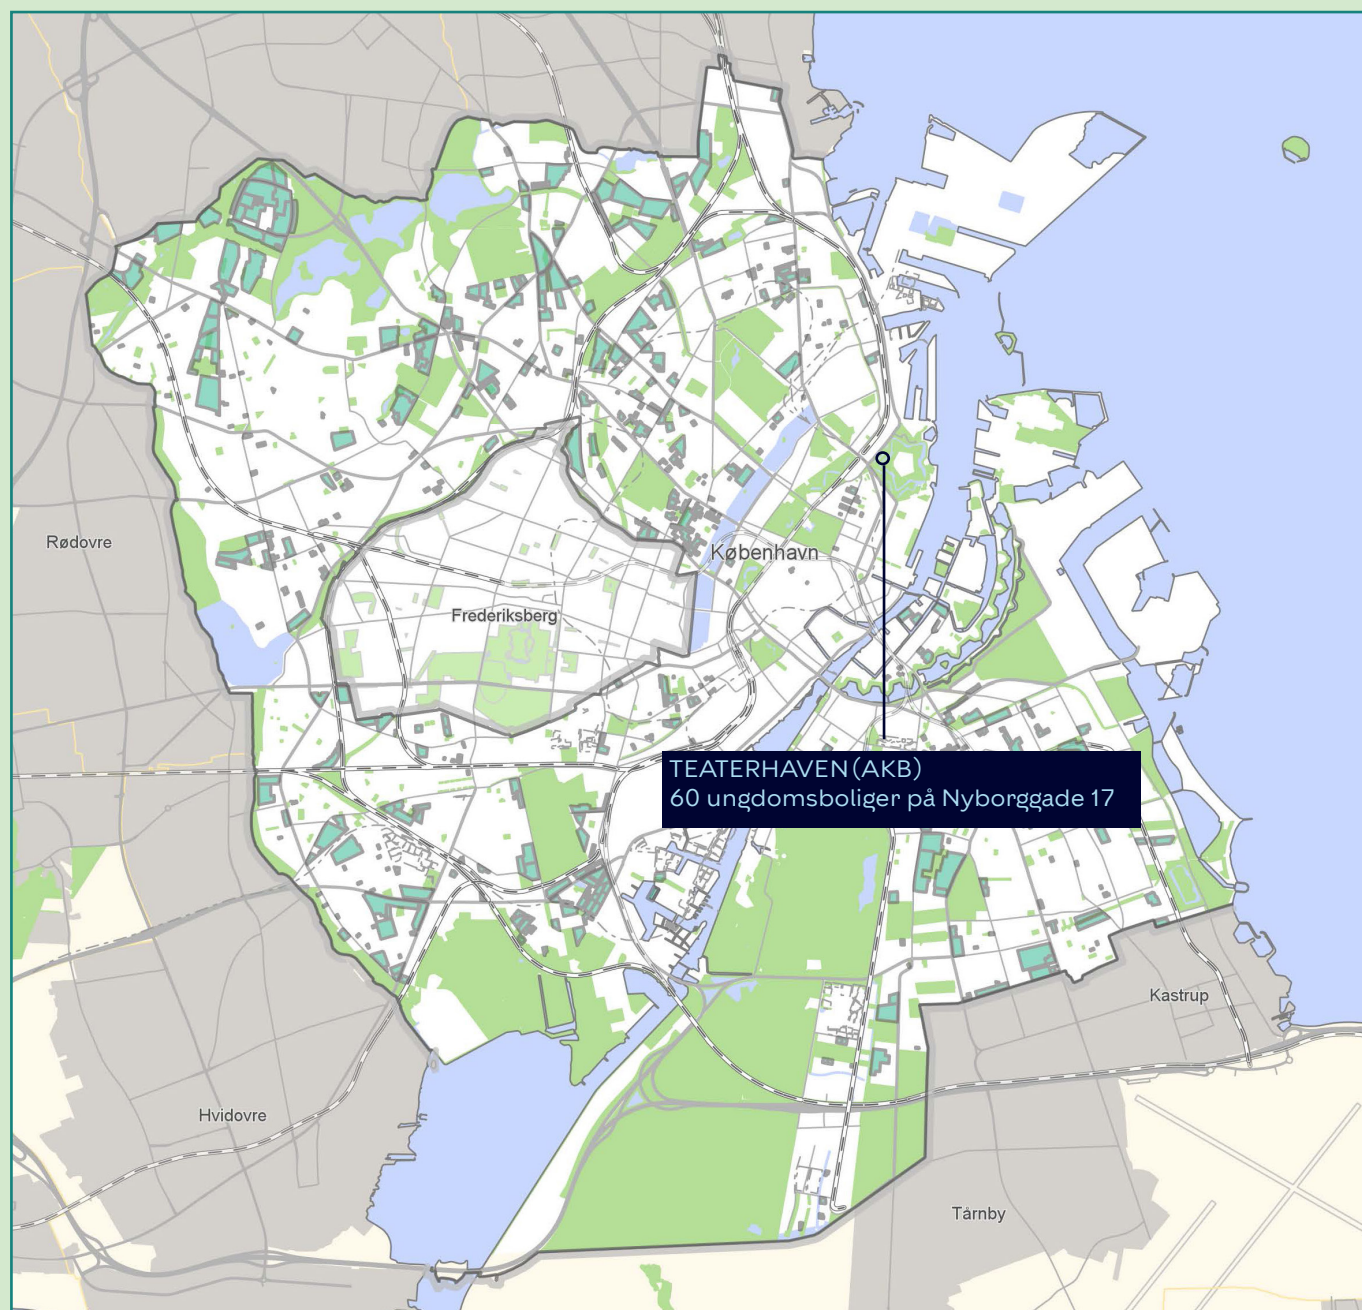 Rødovre
København
Frederiksberg
TEATERHAVEN (AKB)
60 ungdomsboliger på Nyborggade 17
Kastrup
Hvidovre
Tårnby